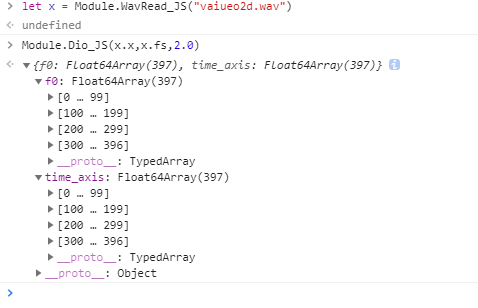 let x = Module.WavRead_JS("vaiueo2d.wav")
undefined
Module.Dio_JS(x.x,x.fs,2.0)
{f0: Float64Array(397), time_axis: Float64Array(397)}
f0: Float64Array(397)
[0 … 99]
[100 … 199]
[200 … 299]
[300 … 396]
__proto__: TypedArray
time_axis: Float64Array(397)
[0 … 99]
[100 … 199]
[200 … 299]
[300 … 396]
__proto__: TypedArray
__proto__: Object